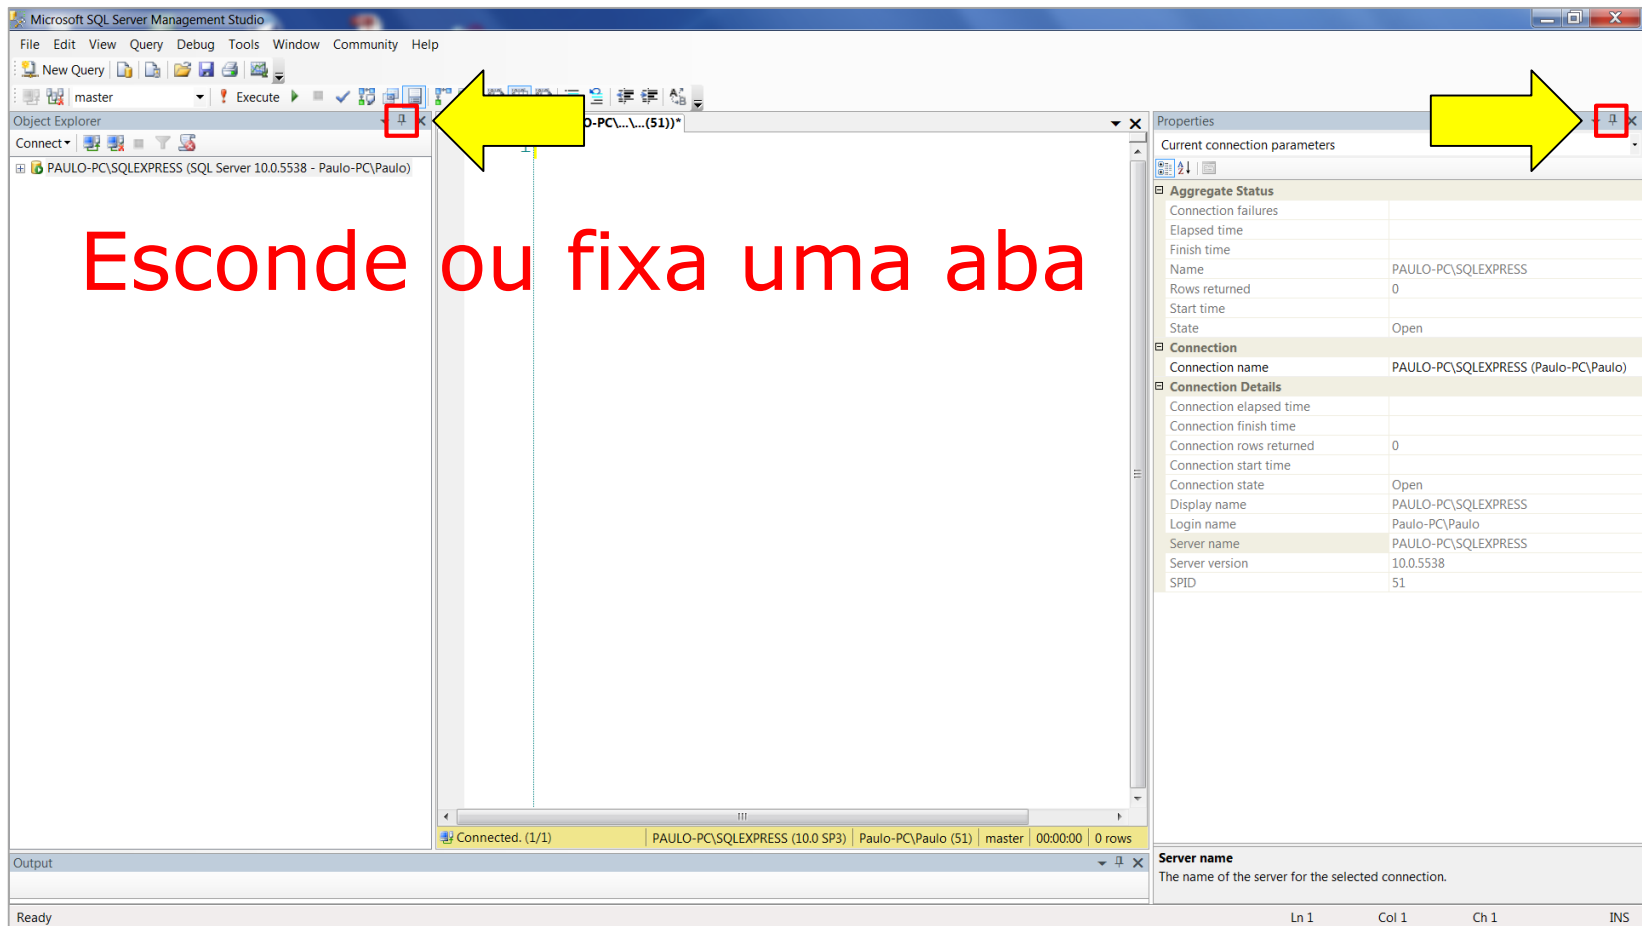 Microsoft SQL Server Management Studio
File Edit View Query Debug Tools Window Community Help
New Query
master Execute
Object Explorer
O-PC\...\...(51))*
Properties
Connect
Current connection parameters
PAULO-PC\SQLEXPRESS (SQL Server 10.0.5538 - Paulo-PC\Paulo)
1
Esconde ou fixa uma aba
Aggregate Status
Connection failures
Elapsed time
Finish time
Name PAULO-PC\SQLEXPRESS
Rows returned 0
Start time
State Open
Connection
Connection name PAULO-PC\SQLEXPRESS (Paulo-PC\Paulo)
Connection Details
Connection elapsed time
Connection finish time
Connection rows returned 0
Connection start time
Connection state Open
Display name PAULO-PC\SQLEXPRESS
Login name Paulo-PC\Paulo
Server name PAULO-PC\SQLEXPRESS
Server version 10.0.5538
SPID 51
Connected. (1/1) PAULO-PC\SQLEXPRESS (10.0 SP3) Paulo-PC\Paulo (51) master 00:00:00 0 rows
Output
Server name
The name of the server for the selected connection.
Ready Ln 1 Col 1 Ch 1 INS